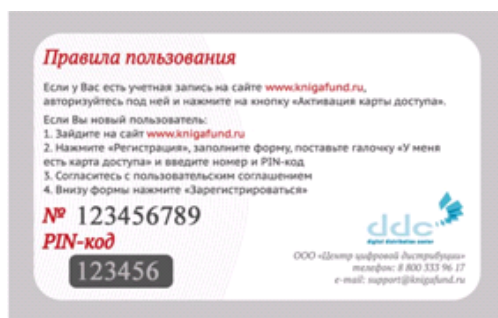 Правила пользования
Если у Вас есть учетная запись на сайте www.knigafund.ru,
авторизуйтесь под ней и нажмите на кнопку «Активация карты доступа».
Если Вы новый пользователь:
1. Зайдите на сайт www.knigafund.ru
2. Нажмите «Регистрация», заполните форму, поставьте галочку «У меня
есть карта доступа» и введите номер и PIN-код
3. Согласитесь с пользовательским соглашением
4. Внизу формы нажмите «Зарегистрироваться»
№ 123456789
PIN-код
123456
ddc
digital distribution center
ООО «Центр цифровой дистрибуции»
телефон: 8 800 333 96 17
e-mail: support@knigafund.ru